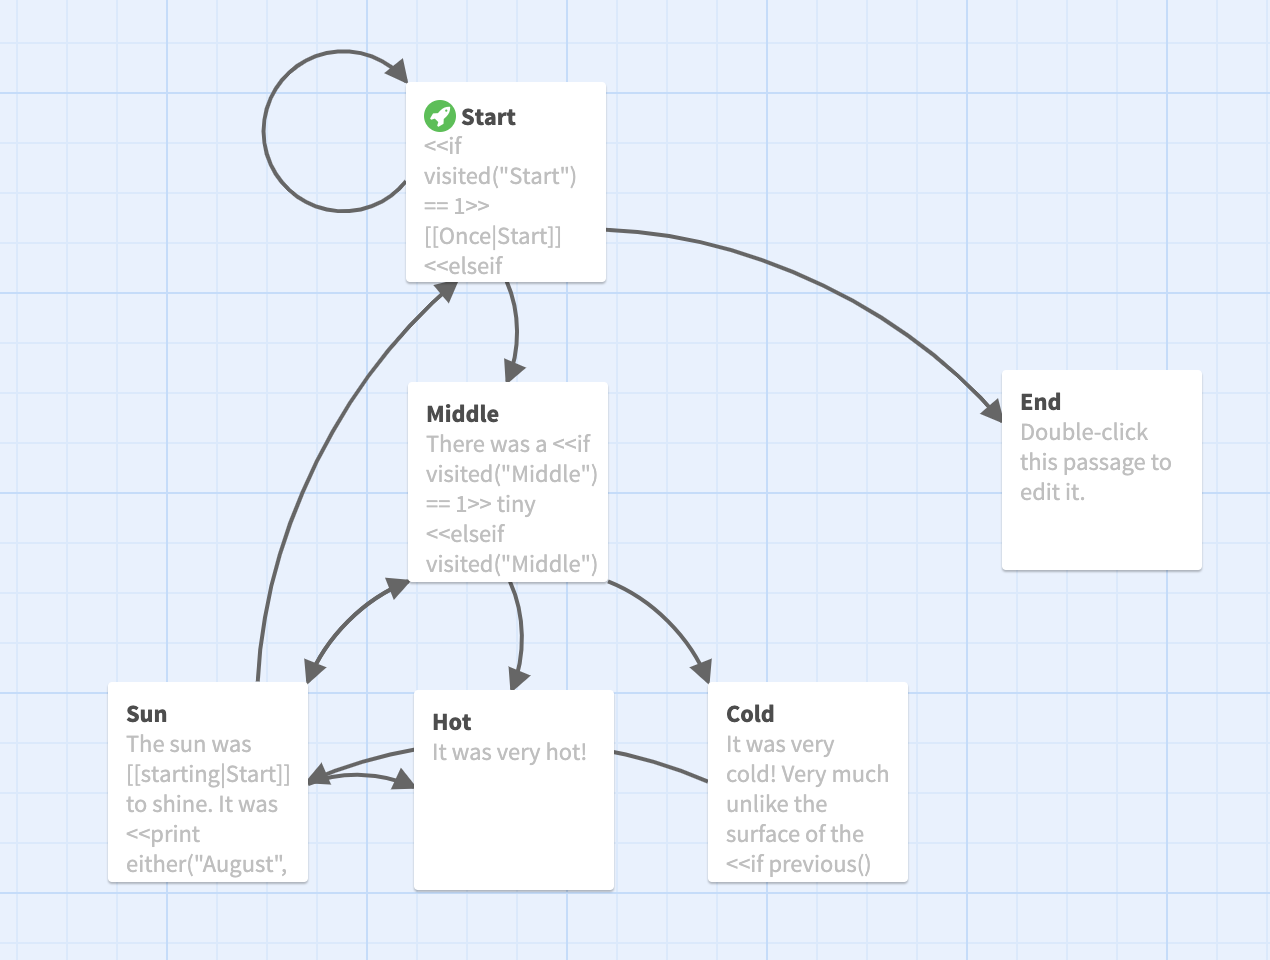 Start
<<if
visited("Start")
== 1>>
[[Once|Start]]
<<elseif
Middle
There was a <<if
visited("Middle")
== 1>> tiny
<<elseif
visited("Middle")
End
Double-click
this passage to
edit it.
Sun
The sun was
[[starting|Start]]
to shine. It was
<<print
either("August",
Hot
It was very hot!
Cold
It was very
cold! Very much
unlike the
surface of the
<<if previous()